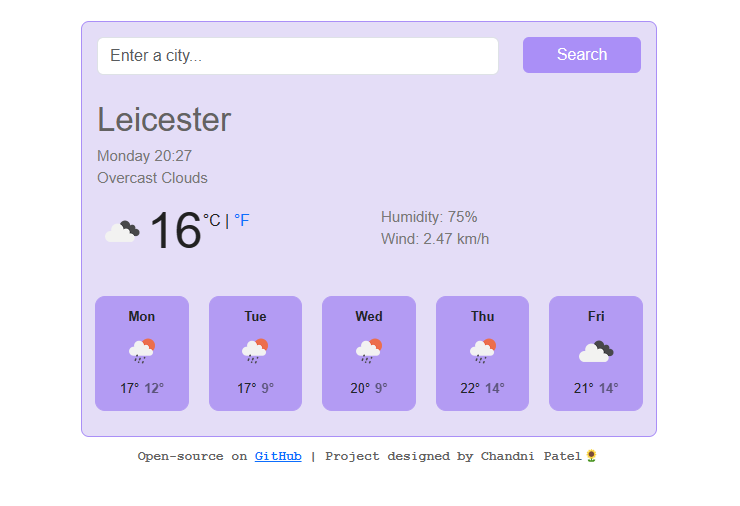 Enter a city... Search
Leicester
Monday 20:27
Overcast Clouds
16 °C | °F
Humidity: 75%
Wind: 2.47 km/h
Mon Tue Wed Thu Fri
17° 12° 17° 9° 20° 9° 22° 14° 21° 14°
Open-source on GitHub | Project designed by Chandni Patel🌻